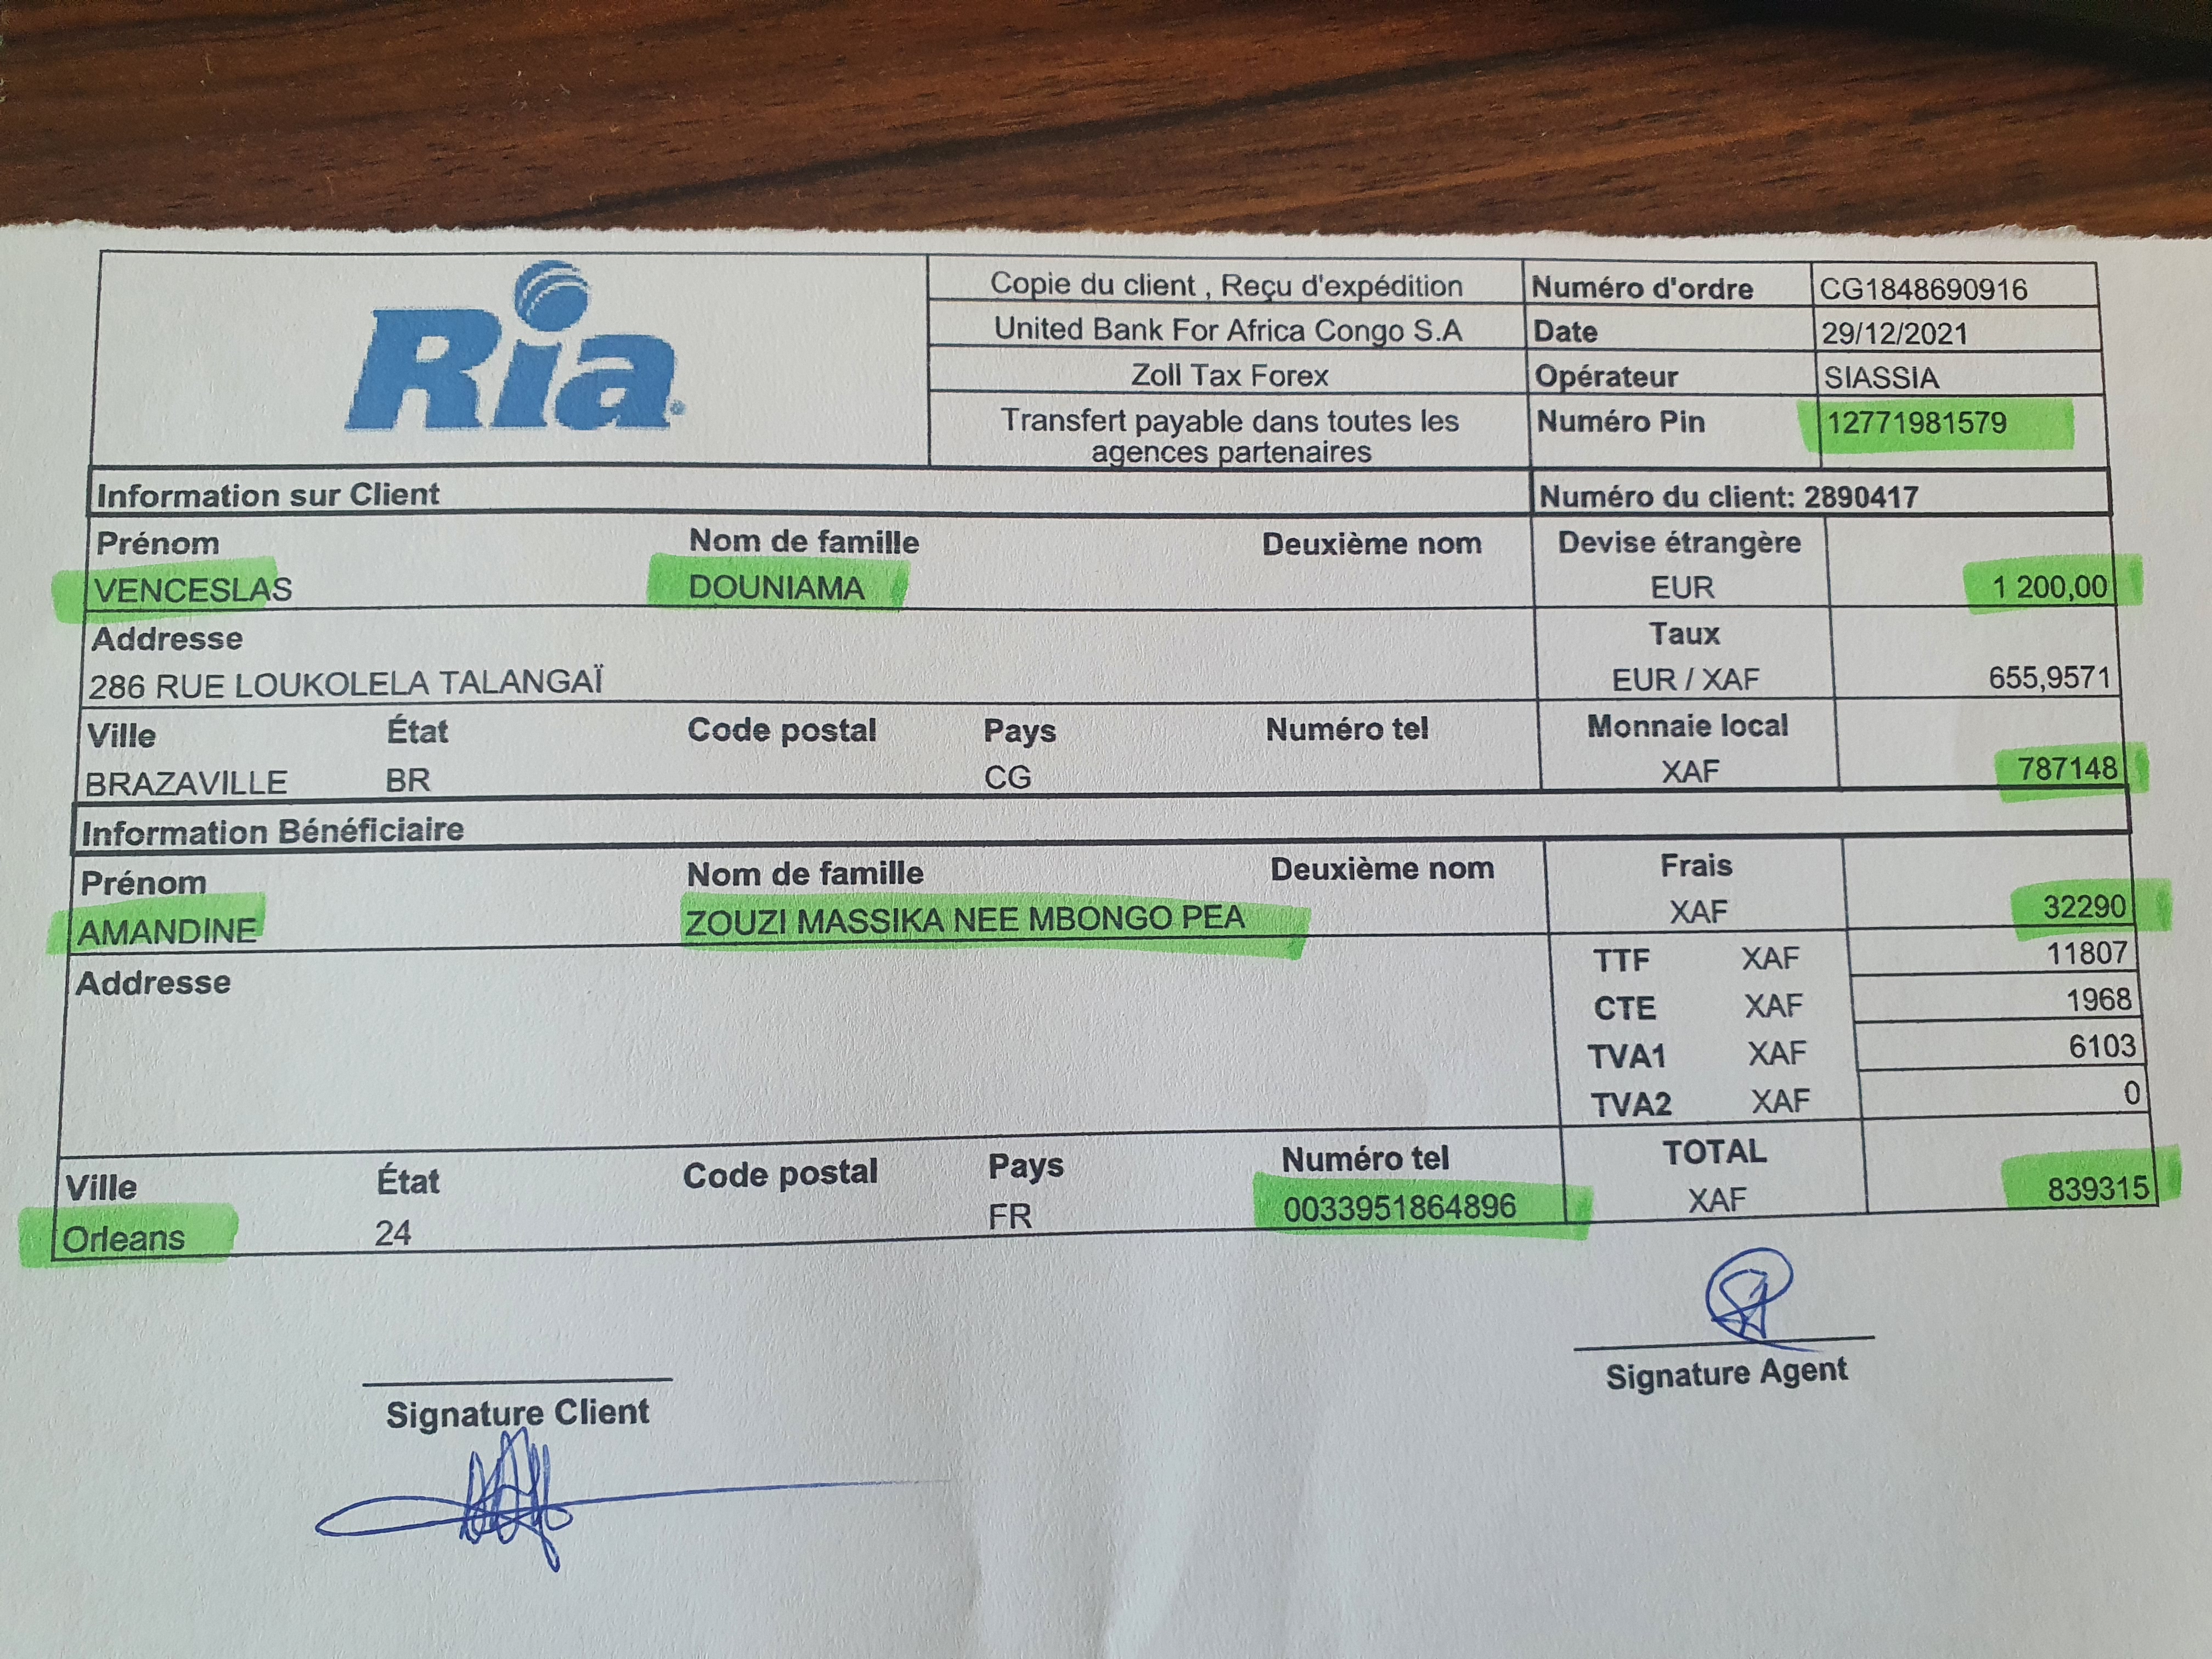 Ria
Copie du client , Reçu d'expédition
United Bank For Africa Congo S.A
Zoll Tax Forex
Transfert payable dans toutes les
agences partenaires
Numéro d'ordre CG1848690916
Date 29/12/2021
Opérateur SIASSIA
Numéro Pin 12771981579
Information sur Client Numéro du client: 2890417
Prénom Nom de famille Deuxième nom Devise étrangère
VENCESLAS DOUNIAMA EUR 1 200,00
Addresse Taux
286 RUE LOUKOLELA TALANGAÏ EUR / XAF 655,9571
Ville État Code postal Pays Numéro tel Monnaie local
BRAZAVILLE BR CG XAF 787148
Information Bénéficiaire
Prénom Nom de famille Deuxième nom Frais
AMANDINE ZOUZI MASSIKA NEE MBONGO PEA XAF 32290
Addresse TTF XAF 11807
CTE XAF 1968
TVA1 XAF 6103
TVA2 XAF 0
Ville État Code postal Pays Numéro tel TOTAL
Orleans 24 FR 0033951864896 XAF 839315
Signature Client
Signature Agent